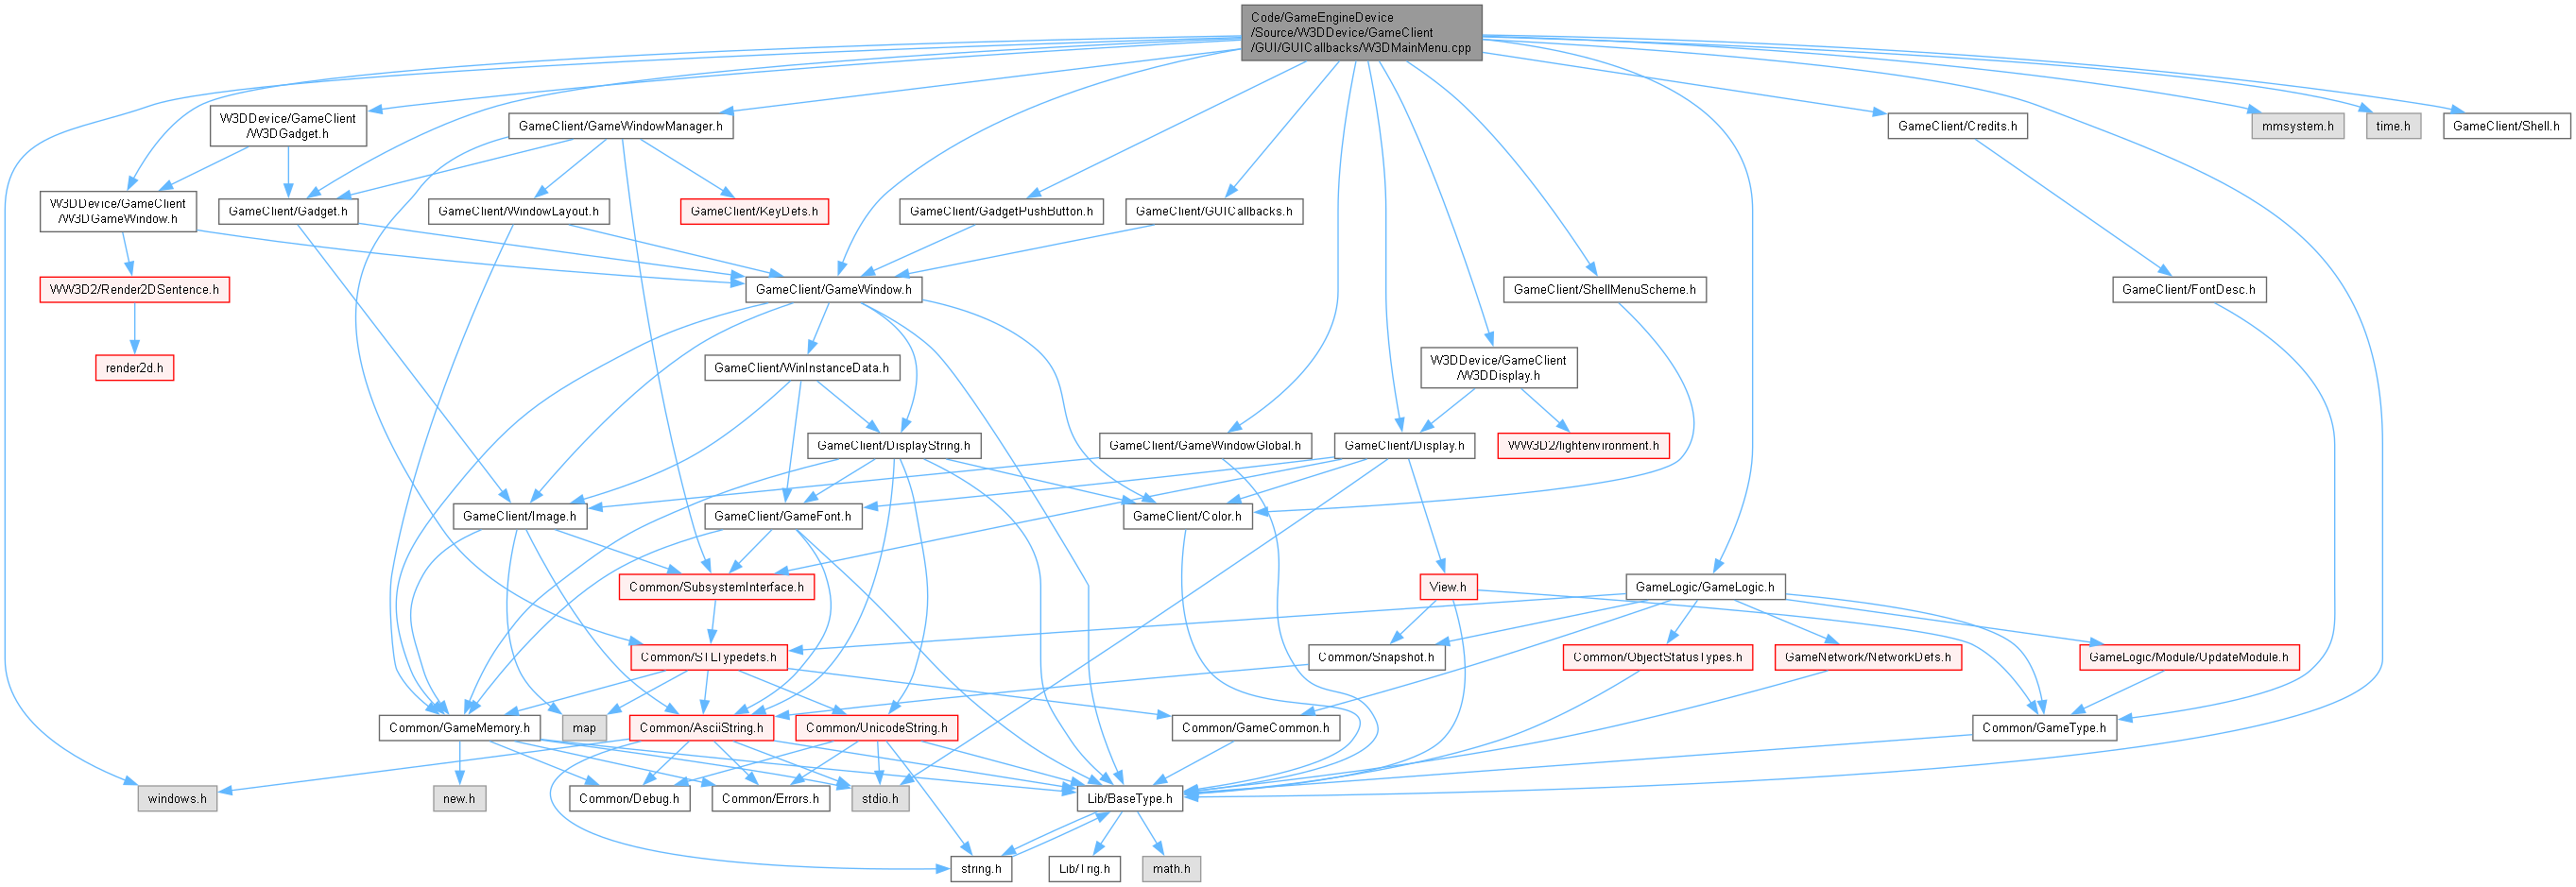 Code/GameEngineDevice
/Source/W3DDevice/GameClient
/GUI/GUICallbacks/W3DMainMenu.cpp
W3DDevice/GameClient
/W3DGadget.h
GameClient/GameWindowManager.h
GameClient/Credits.h
mmsystem.h
time.h
GameClient/Shell.h
W3DDevice/GameClient
/W3DGameWindow.h
GameClient/Gadget.h
GameClient/WindowLayout.h
GameClient/KeyDefs.h
GameClient/GadgetPushButton.h
GameClient/GUICallbacks.h
WW3D2/Render2DSentence.h
GameClient/GameWindow.h
GameClient/ShellMenuScheme.h
GameClient/FontDesc.h
render2d.h
GameClient/WinInstanceData.h
W3DDevice/GameClient
/W3DDisplay.h
GameClient/DisplayString.h
GameClient/GameWindowGlobal.h
GameClient/Display.h
WW3D2/lightenvironment.h
GameClient/Image.h
GameClient/GameFont.h
GameClient/Color.h
Common/SubsystemInterface.h
View.h
GameLogic/GameLogic.h
Common/STLTypedefs.h
Common/Snapshot.h
Common/ObjectStatusTypes.h
GameNetwork/NetworkDefs.h
GameLogic/Module/UpdateModule.h
Common/GameMemory.h
map
Common/AsciiString.h
Common/UnicodeString.h
Common/GameCommon.h
Common/GameType.h
windows.h
new.h
Common/Debug.h
Common/Errors.h
stdio.h
Lib/BaseType.h
string.h
Lib/Trig.h
math.h